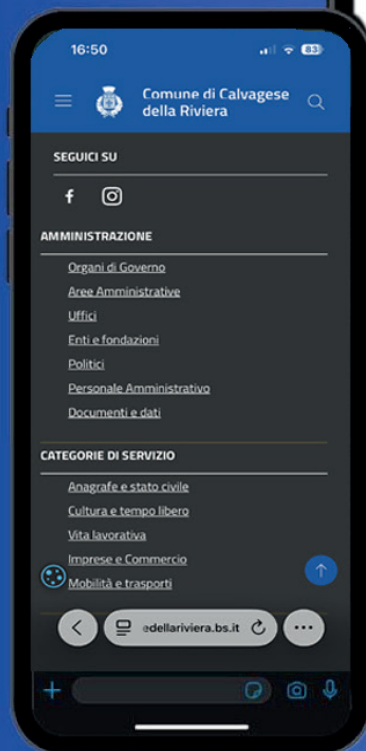 16:50
83
Comune di Calvagese
della Riviera
SEGUICI SU
AMMINISTRAZIONE
Organi di Governo
Aree Amministrative
Uffici
Enti e fondazioni
Politici
Personale Amministrativo
Documenti e dati
CATEGORIE DI SERVIZIO
Anagrafe e stato civile
Cultura e tempo libero
Vita lavorativa
Imprese e Commercio
Mobilità e trasporti
edellariviera.bs.it